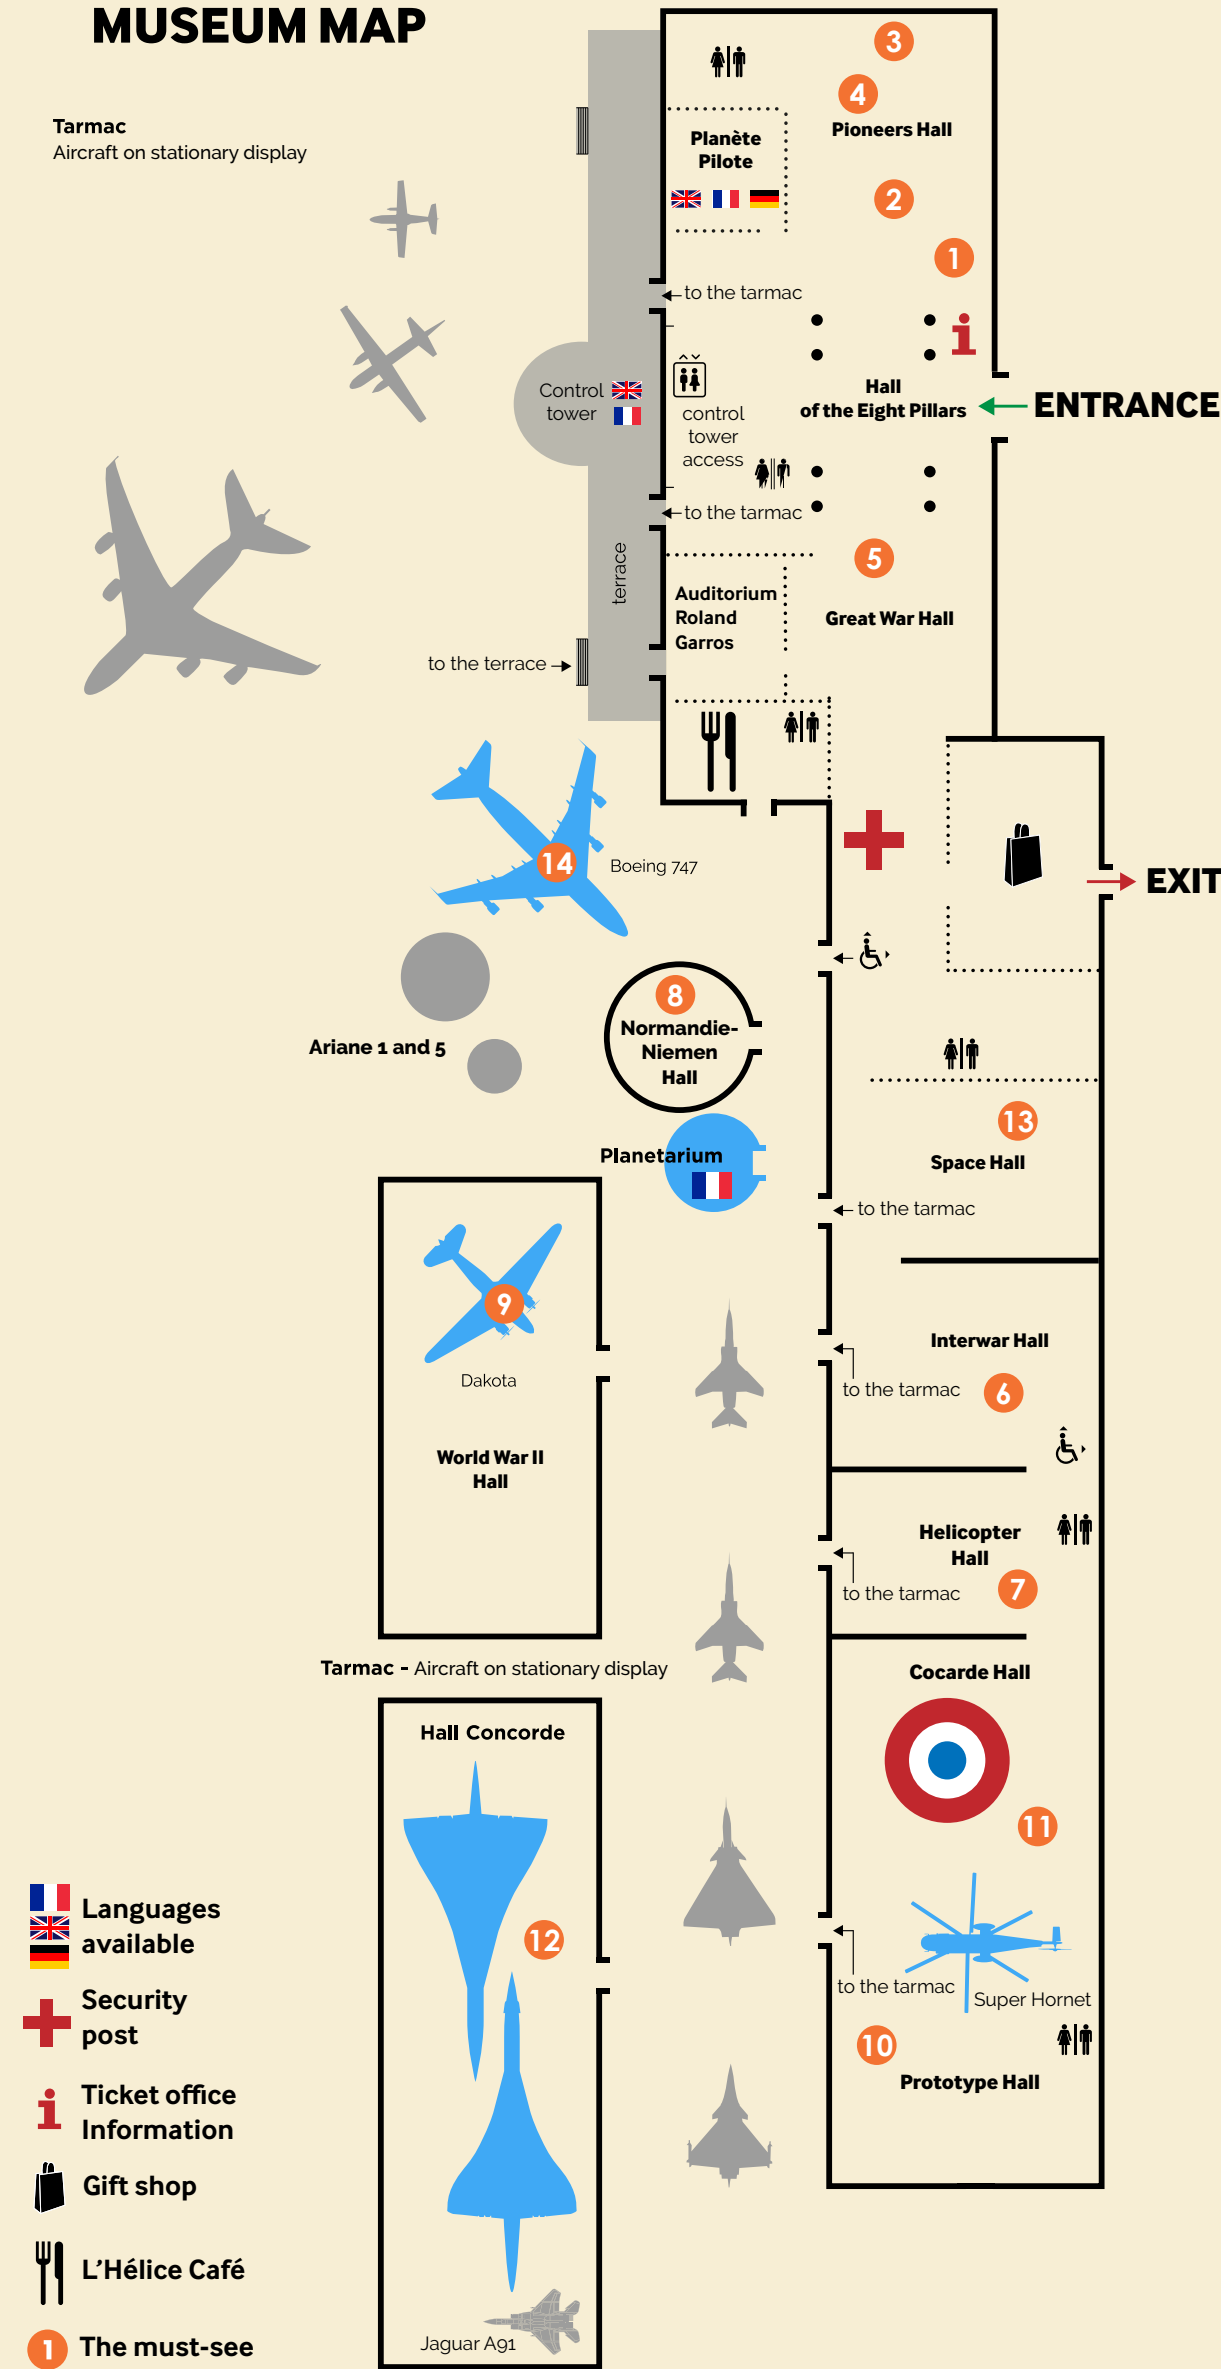 MUSEUM MAP
Tarmac
Aircraft on stationary display
3
4
Pioneers Hall
Planète
Pilote
2
1
to the tarmac
i
Control
tower
control
tower
access
Hall
of the Eight Pillars
ENTRANCE
to the tarmac
terrace
5
Auditorium
Roland
Garros
Great War Hall
to the terrace
14
Boeing 747
EXIT
8
Normandie-
Niemen
Hall
Ariane 1 and 5
13
Space Hall
Planetarium
to the tarmac
9
Dakota
World War II
Hall
Interwar Hall
to the tarmac
6
Helicopter
Hall
7
to the tarmac
Tarmac - Aircraft on stationary display
Cocarde Hall
11
Hall Concorde
12
to the tarmac
Super Hornet
10
Prototype Hall
Jaguar A91
Languages
available
Security
post
i
Ticket office
Information
Gift shop
L'Hélice Café
1
The must-see